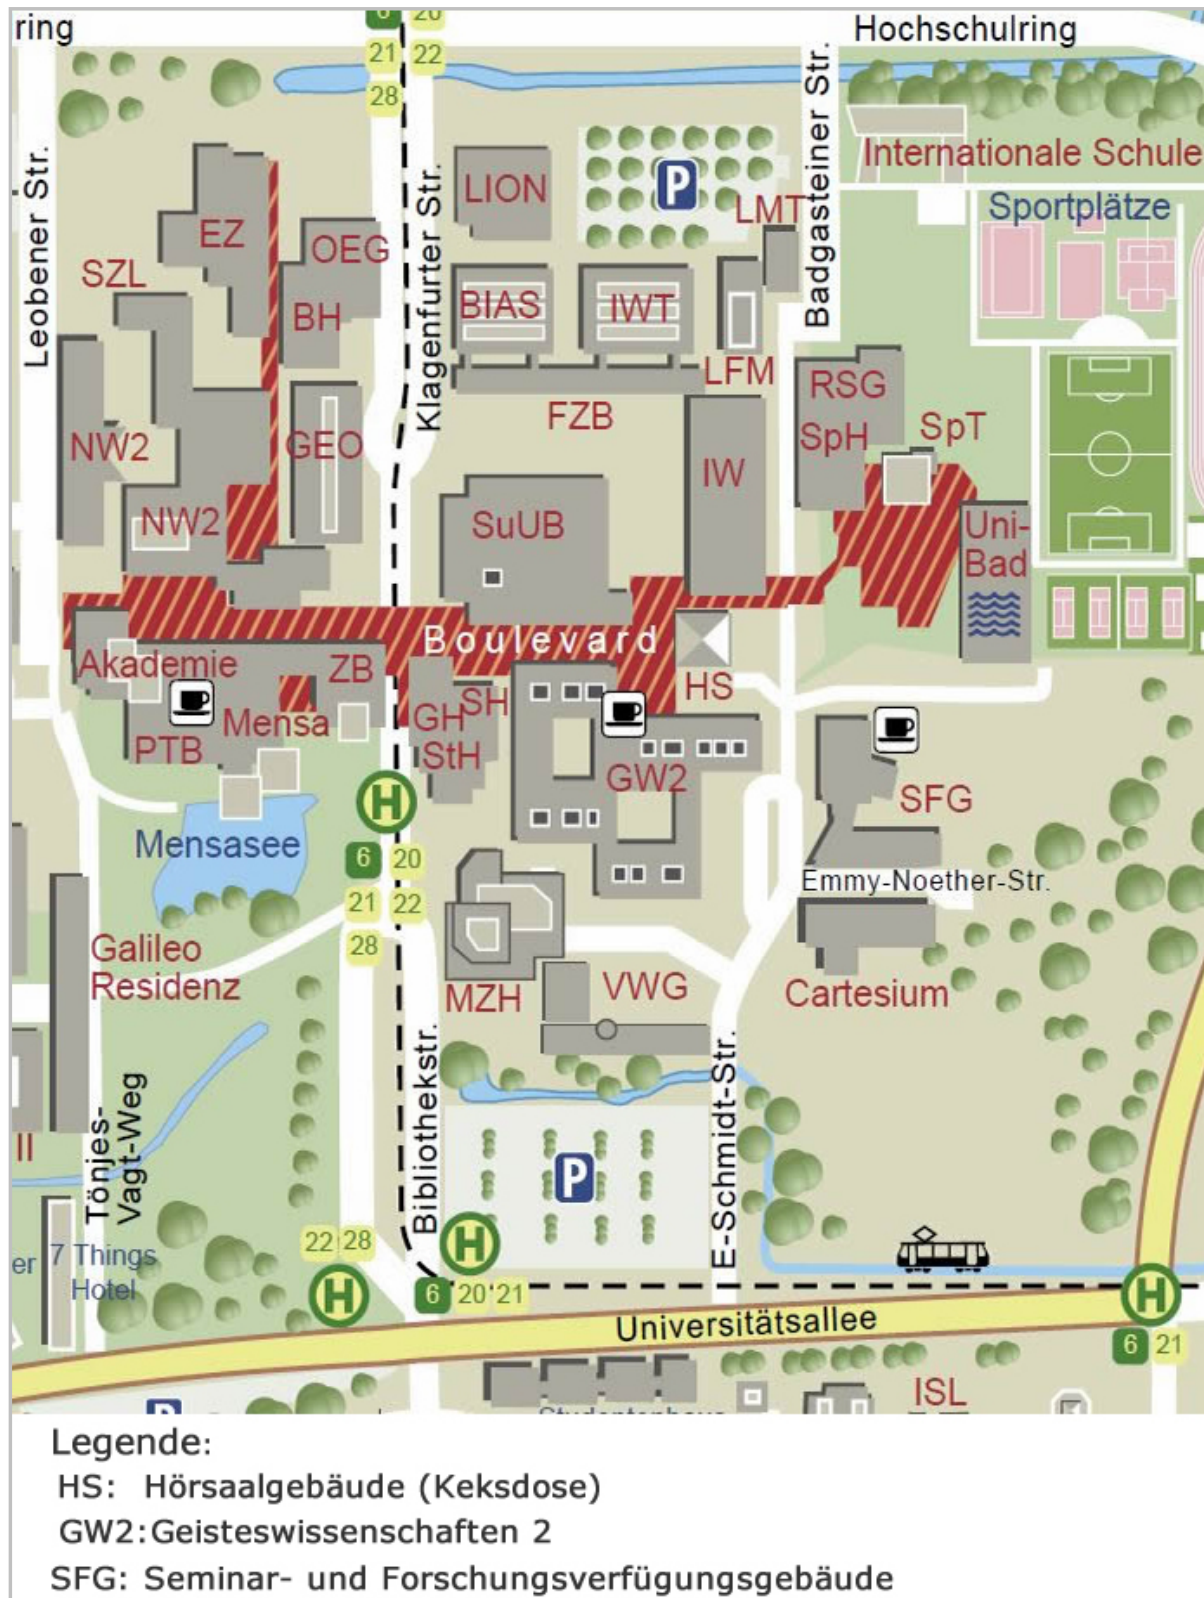 ring
6
20
Hochschulring
21
22
28
Leobener Str.
Klagenfurter Str.
Badgasteiner Str.
Internationale Schule
Sportplätze
P
LION
LMT
EZ
OEG
SZL
BH
BIAS
IWT
LFM
FZB
RSG
SpH
SpT
NW2
GEO
IW
NW2
SuUB
Uni-
Bad
Boulevard
Akademie
ZB
HS
SH
GH
Mensa
PTB
StH
GW2
SFG
H
Mensasee
6
20
21
22
28
Emmy-Noether-Str.
Galileo
Residenz
MZH
VWG
Cartesium
Bibliothekstr.
E-Schmidt-Str.
Tönjes-
Vagt-Weg
II
P
er
7 Things
Hotel
22
28
H
H
6
20
21
H
6
21
Universitätsallee
P
ISL
Legende:
HS: Hörsaalgebäude (Keksdose)
GW2:Geisteswissenschaften 2
SFG: Seminar- und Forschungsverfügungsgebäude